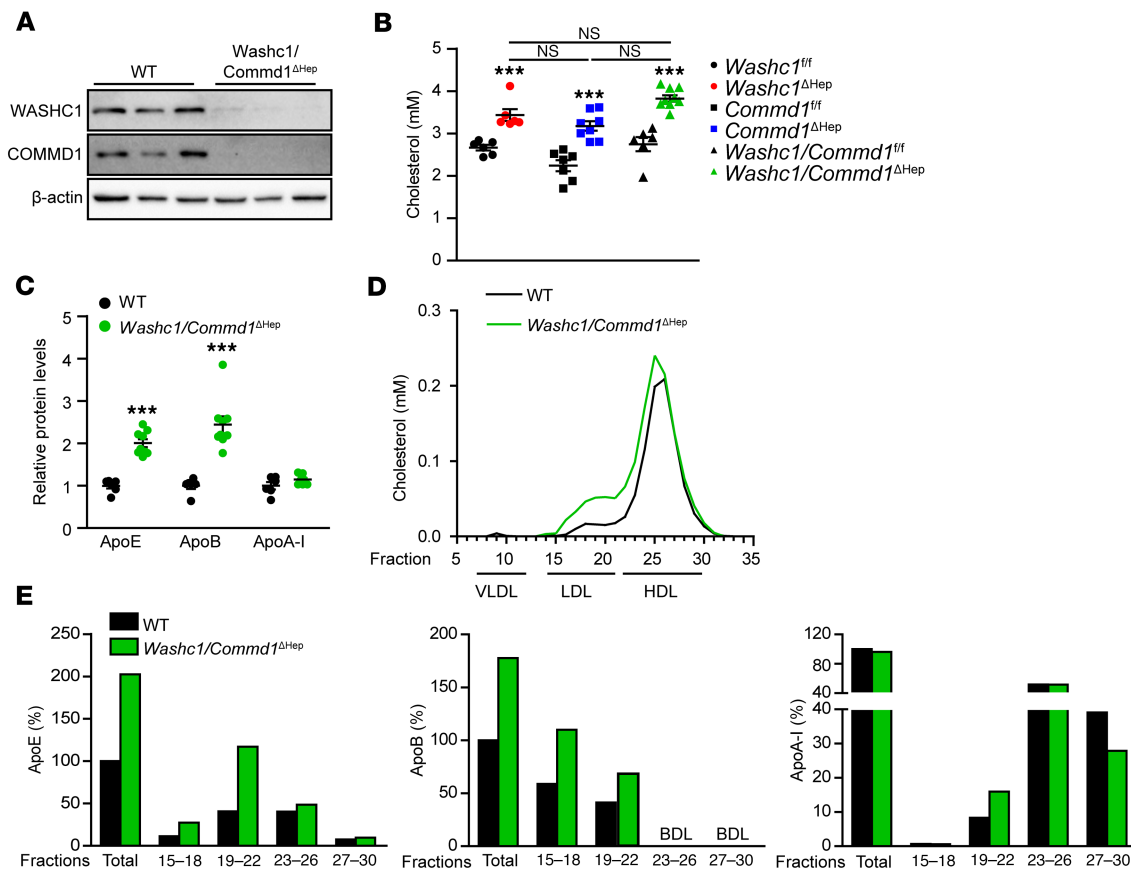 A
WT
Washc1/
Commd1ΔHep
WASHC1
COMMD1
β-actin
B
NS
NS NS
*** *** ***
Cholesterol (mM)
5
4
3
2
1
0
Washc1f/f
Washc1ΔHep
Commd1f/f
Commd1ΔHep
Washc1/Commd1f/f
Washc1/Commd1ΔHep
C
WT
Washc1/Commd1ΔHep
*** ***
Relative protein levels
5
4
3
2
1
0
ApoE ApoB ApoA-I
D
WT
Washc1/Commd1ΔHep
Cholesterol (mM)
0.3
0.2
0.1
0.0
Fraction 5 10 15 20 25 30 35
VLDL LDL HDL
E
WT
Washc1/Commd1ΔHep
ApoE (%)
250
200
150
100
50
0
Fractions Total 15–18 19–22 23–26 27–30
ApoB (%)
200
150
100
50
0
BDL BDL
Fractions Total 15–18 19–22 23–26 27–30
ApoA-I (%)
120
80
40
40
30
20
10
0
Fractions Total 15–18 19–22 23–26 27–30